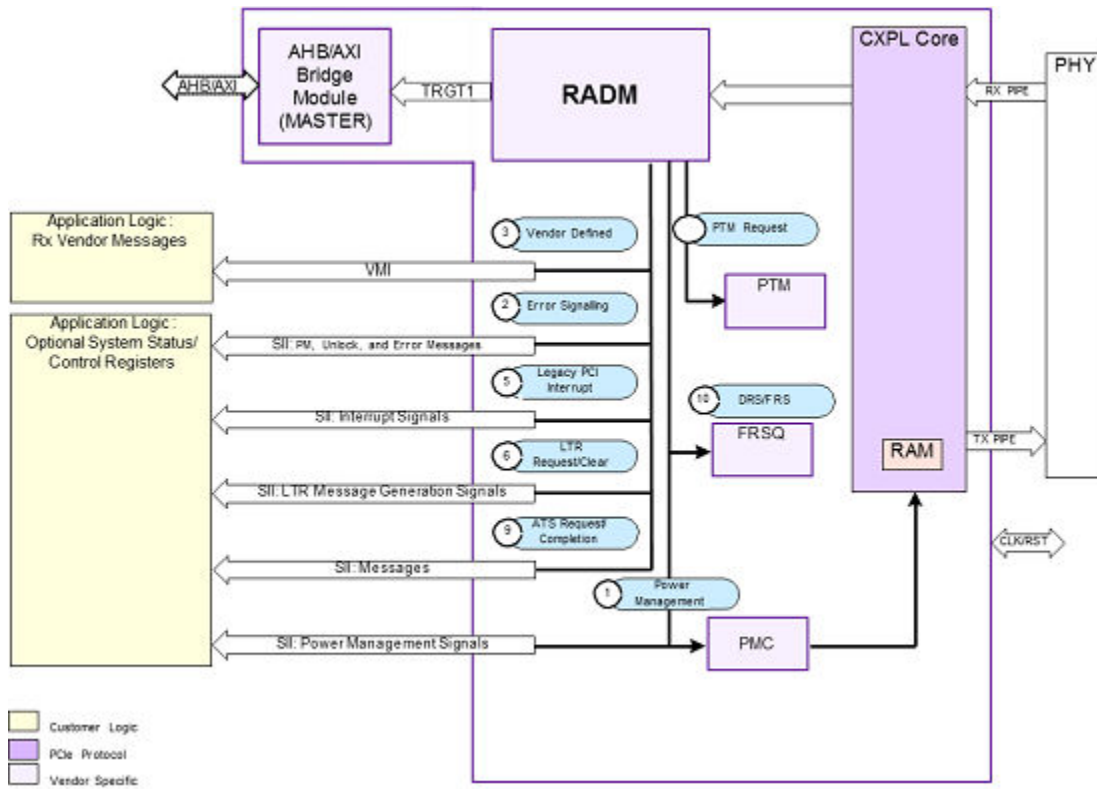 AHB/AXI
Bridge
Module
(MASTER)
AHB/AXI
TRGT1
RADM
CXPL Core
PHY
RX PIPE
Application Logic :
Rx Vendor Messages
3
Vendor Defined
PTM Request
VMI
PTM
2
Error Signalling
Application Logic :
Optional System Status/
Control Registers
SII: PM, Unlock, and Error Messages
5
Legacy PCI
Interrupt
10
DRS/FRS
SII: Interrupt Signals
FRSQ
RAM
TX PIPE
6
LTR
Request/Clear
SII: LTR Message Generation Signals
9
ATS Request/
Completion
CLK/RST
SII: Messages
1
Power
Management
SII: Power Management Signals
PMC
Customer Logic
PCIe Protocol
Vendor Specific